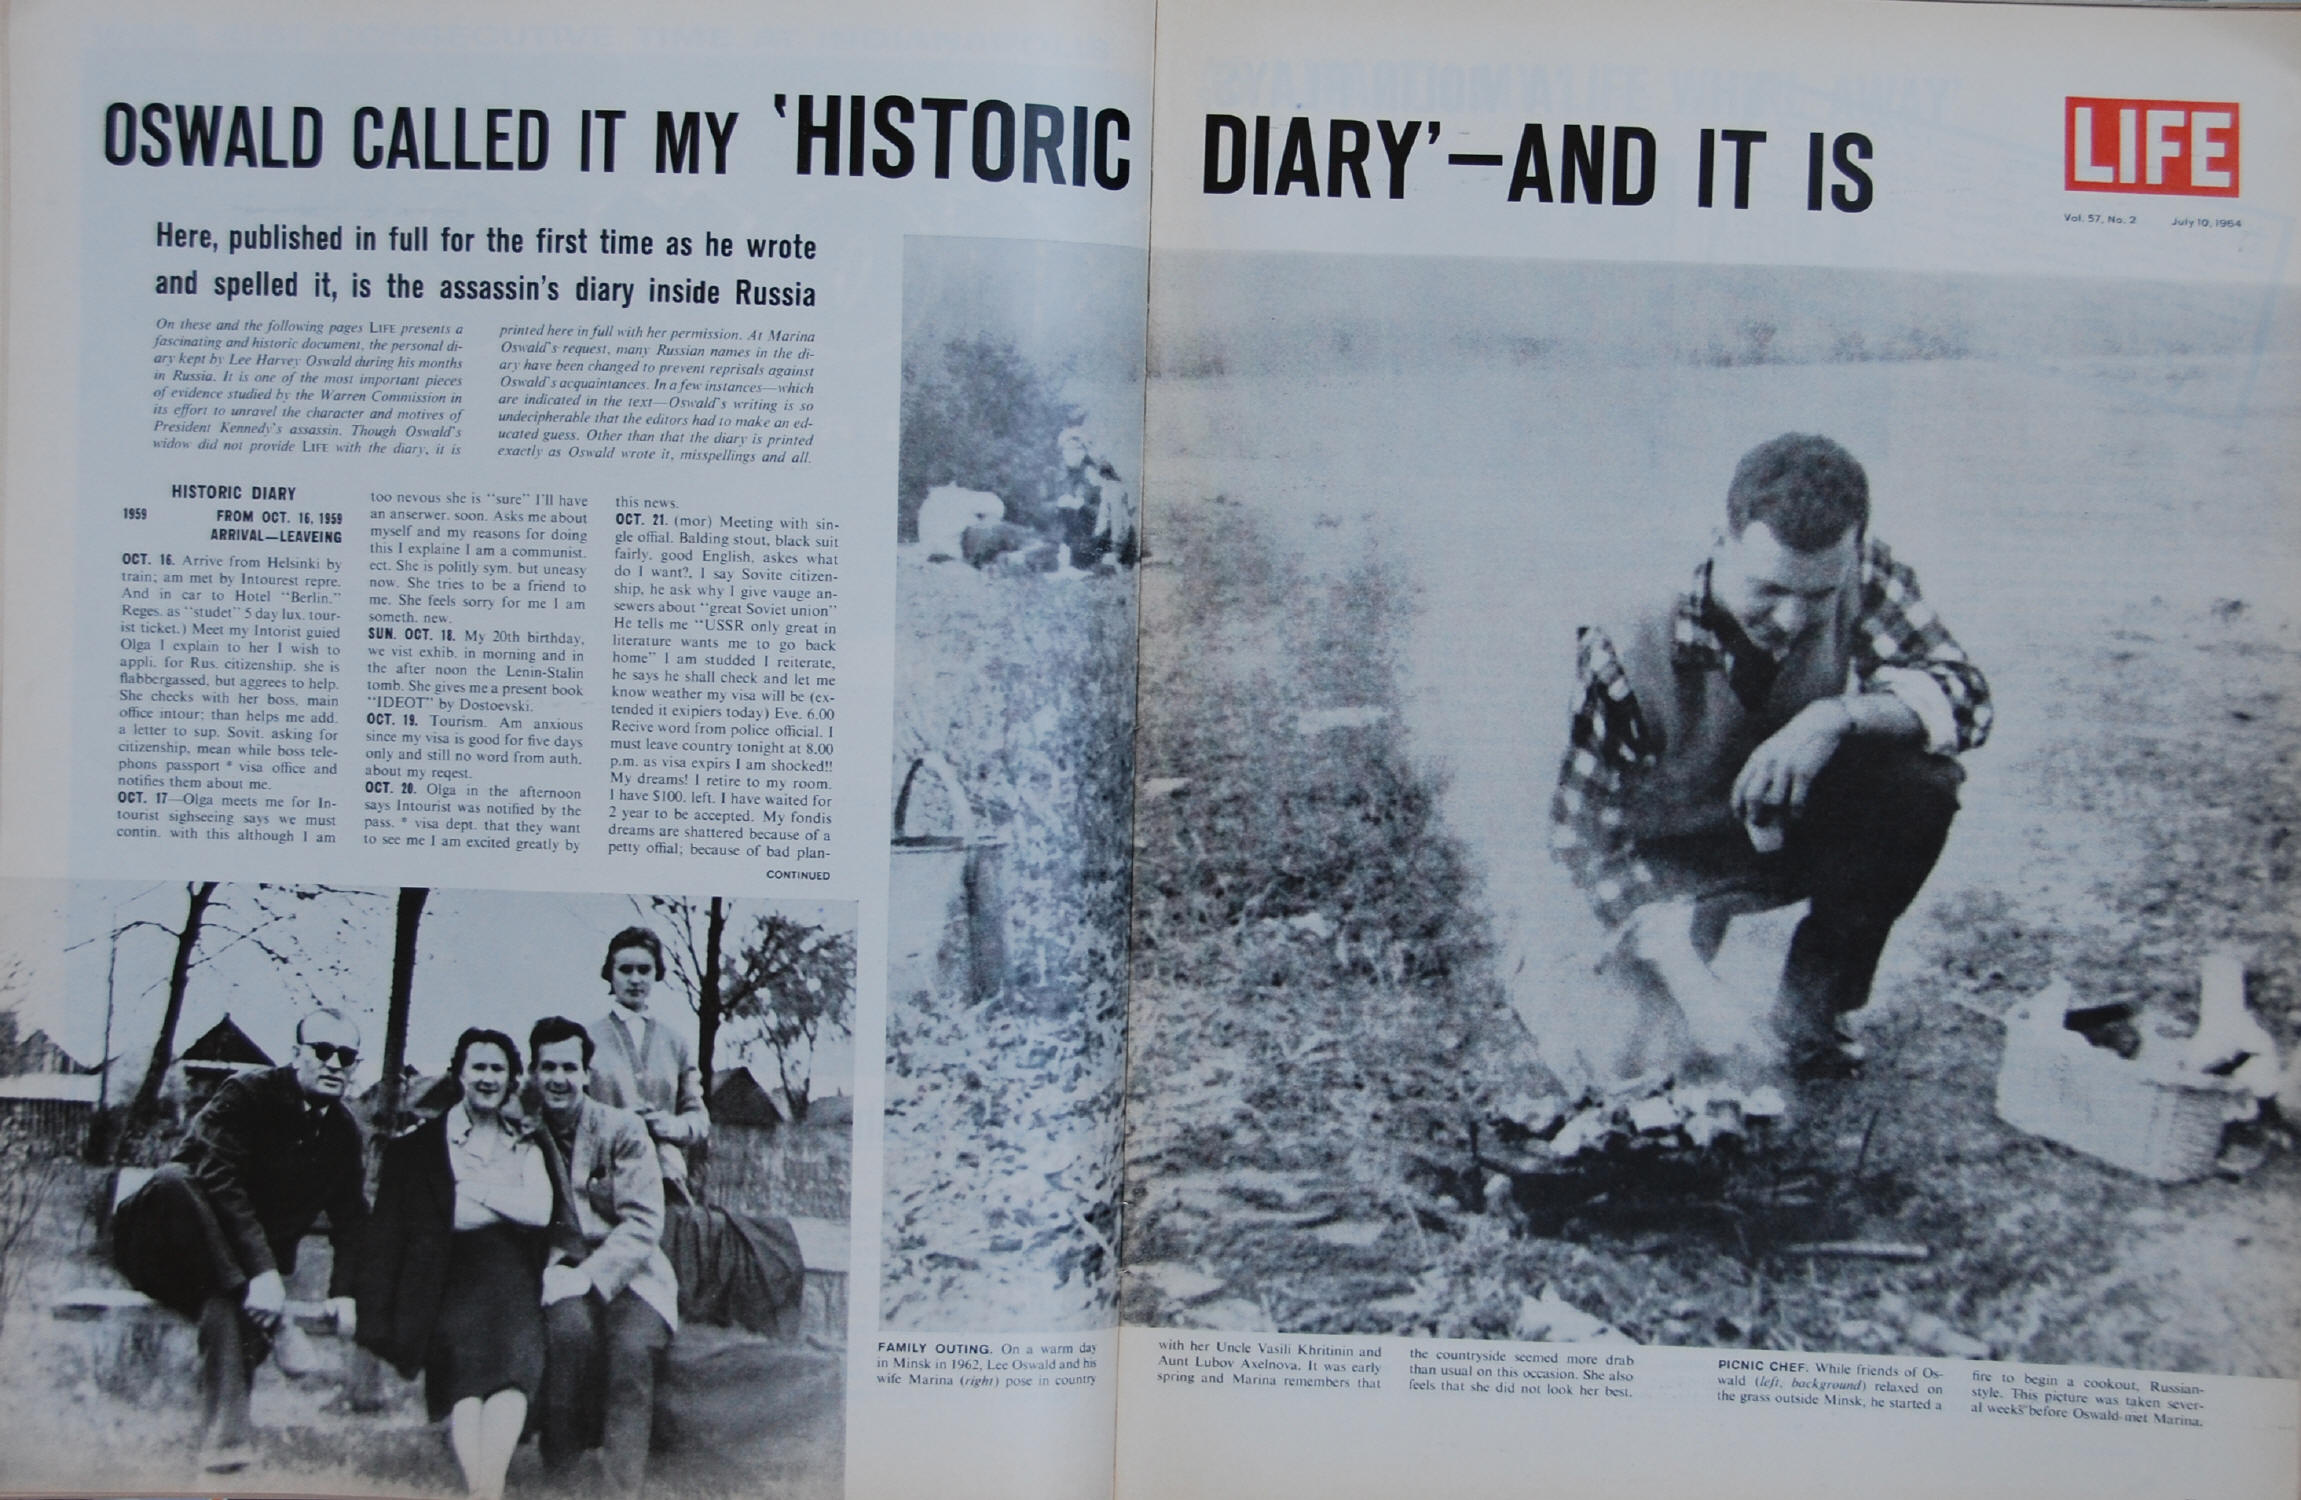 OSWALD CALLED IT MY 'HISTORIC DIARY'—AND IT IS
LIFE
Vol. 57, No. 2 July 10, 1964
Here, published in full for the first time as he wrote
and spelled it, is the assassin's diary inside Russia
On these and the following pages LIFE presents a
fascinating and historic document, the personal di-
ary kept by Lee Harvey Oswald during his months
in Russia. It is one of the most important pieces
of evidence studied by the Warren Commission in
its effort to unravel the character and motives of
President Kennedy's assassin. Though Oswald's
widow did not provide LIFE with the diary, it is
printed here in full with her permission. At Marina
Oswald's request, many Russian names in the di-
ary have been changed to prevent reprisals against
Oswald's acquaintances. In a few instances—which
are indicated in the text—Oswald's writing is so
undecipherable that the editors had to make an ed-
ucated guess. Other than that the diary is printed
exactly as Oswald wrote it, misspellings and all.
HISTORIC DIARY
1959 FROM OCT. 16, 1959
ARRIVAL—LEAVEING
OCT. 16. Arrive from Helsinki by
train; am met by Intourest repre.
And in car to Hotel "Berlin."
Reges. as "studet" 5 day lux. tour-
ist ticket.) Meet my Intorist guied
Olga I explain to her I wish to
appli. for Rus. citizenship. she is
flabbergassed, but aggrees to help.
She checks with her boss, main
office intour; than helps me add.
a letter to sup. Sovit. asking for
citizenship, mean while boss tele-
phons passport * visa office and
notifies them about me.
OCT. 17—Olga meets me for In-
tourist sighseeing says we must
contin. with this although I am
too nevous she is "sure" I'll have
an anserwer. soon. Asks me about
myself and my reasons for doing
this I explaine I am a communist.
ect. She is politly sym. but uneasy
now. She tries to be a friend to
me. She feels sorry for me I am
someth. new.
SUN. OCT. 18. My 20th birthday,
we vist exhib. in morning and in
the after noon the Lenin-Stalin
tomb. She gives me a present book
"IDEOT" by Dostoevski.
OCT. 19. Tourism. Am anxious
since my visa is good for five days
only and still no word from auth.
about my reqest.
OCT. 20. Olga in the afternoon
says Intourist was notified by the
pass. * visa dept. that they want
to see me I am excited greatly by
this news.
OCT. 21. (mor) Meeting with sin-
gle offial. Balding stout, black suit
fairly. good English, askes what
do I want?, I say Sovite citizen-
ship, he ask why I give vauge an-
sewers about "great Soviet union"
He tells me "USSR only great in
literature wants me to go back
home" I am studded I reiterate,
he says he shall check and let me
know weather my visa will be (ex-
tended it exipiers today) Eve. 6.00
Recive word from police official. I
must leave country tonight at 8.00
p.m. as visa expirs I am shocked!!
My dreams! I retire to my room.
I have $100. left. I have waited for
2 year to be accepted. My fondis
dreams are shattered because of a
petty offial; because of bad plan-
CONTINUED
FAMILY OUTING. On a warm day
in Minsk in 1962, Lee Oswald and his
wife Marina (right) pose in country
with her Uncle Vasili Khritinin and
Aunt Lubov Axelnova. It was early
spring and Marina remembers that
the countryside seemed more drab
than usual on this occasion. She also
feels that she did not look her best.
PICNIC CHEF. While friends of Os-
wald (left, background) relaxed on
the grass outside Minsk, he started a
fire to begin a cookout, Russian-
style. This picture was taken sever-
al weeks before Oswald met Marina.